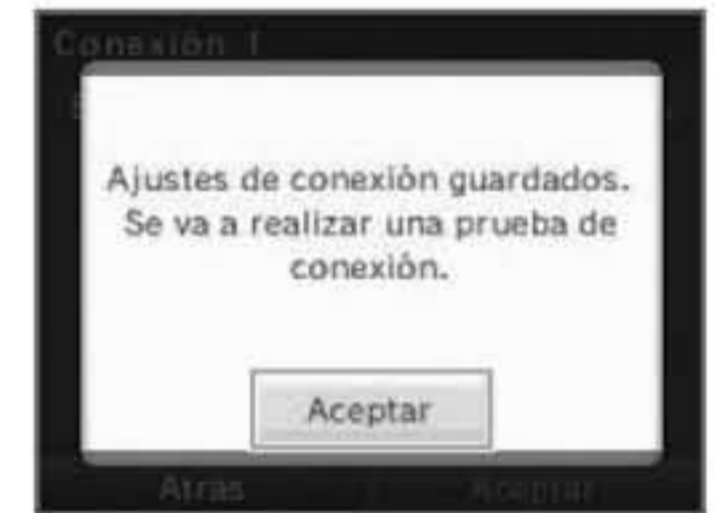 Conexión 1
Ajustes de conexión guardados.
Se va a realizar una prueba de
conexión.
Aceptar
Atrás
Aceptar